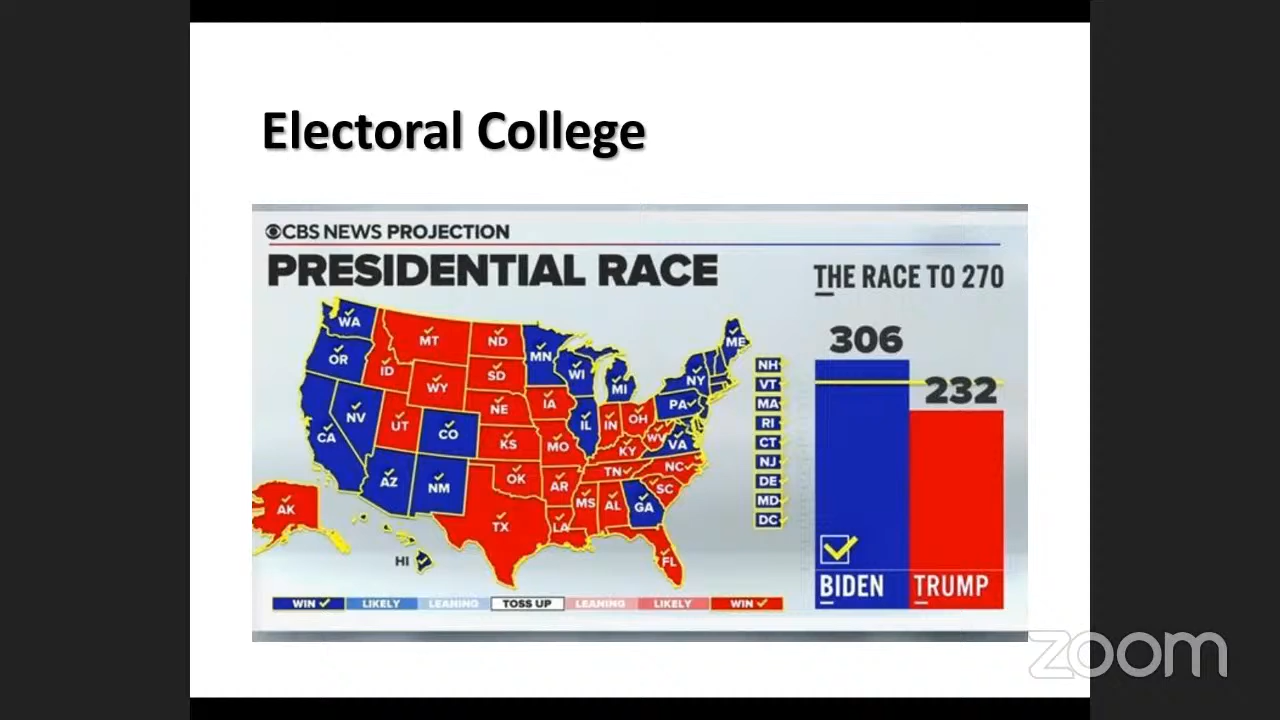 Electoral College
CBS NEWS PROJECTION
PRESIDENTIAL RACE
THE RACE TO 270
306
232
WA
MT
ND
MN
ME
OR
ID
WY
SD
WI
MI
NY
NH
VT
MA
RI
CT
NJ
DE
MD
DC
NV
UT
CO
NE
IA
IL
IN
OH
PA
CA
KS
MO
KY
WV
VA
AZ
NM
OK
AR
TN
NC
SC
MS
AL
GA
AK
TX
LA
FL
HI
BIDEN
TRUMP
WIN
LIKELY
LEANING
TOSS UP
LEANING
LIKELY
WIN
zoom